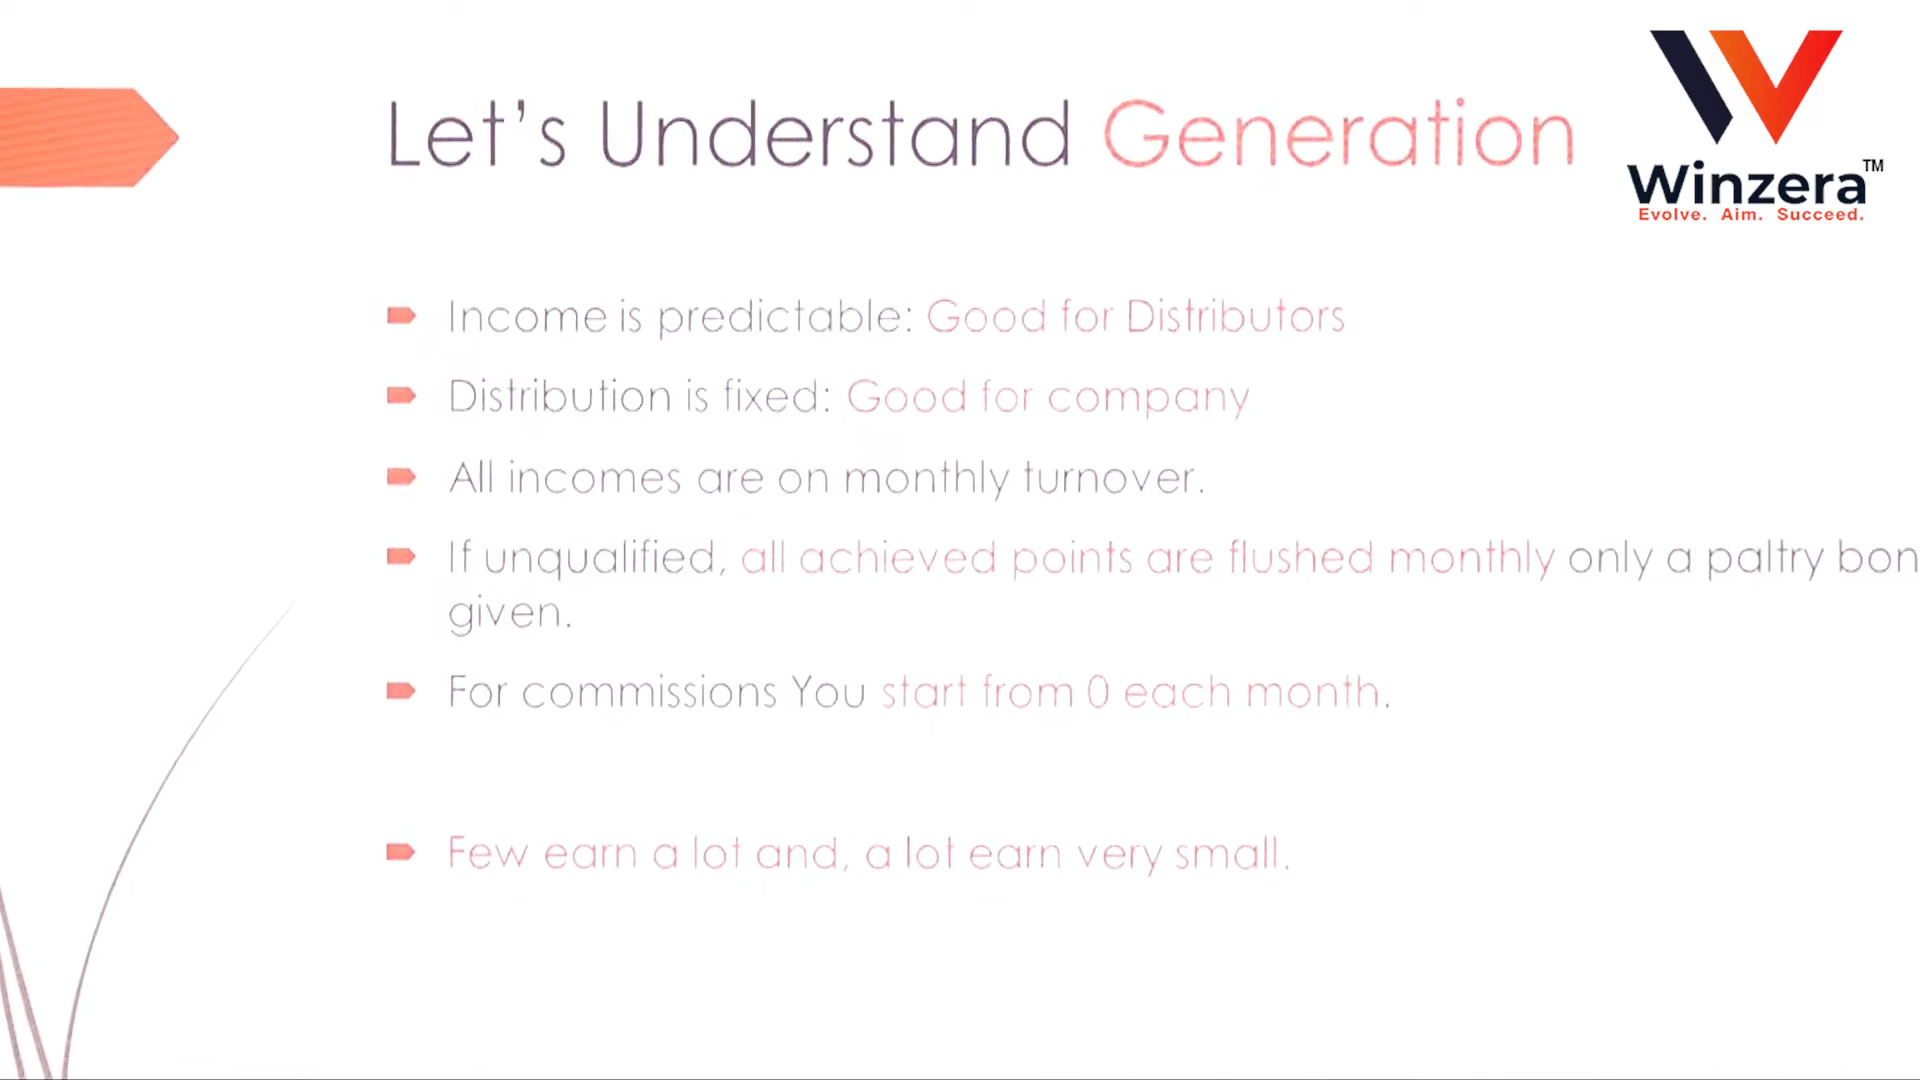 Let's Understand Generation
Winzera™
Evolve. Aim. Succeed.
Income is predictable: Good for Distributors
Distribution is fixed: Good for company
All incomes are on monthly turnover.
If unqualified, all achieved points are flushed monthly only a paltry bon
given.
For commissions You start from 0 each month.
Few earn a lot and, a lot earn very small.